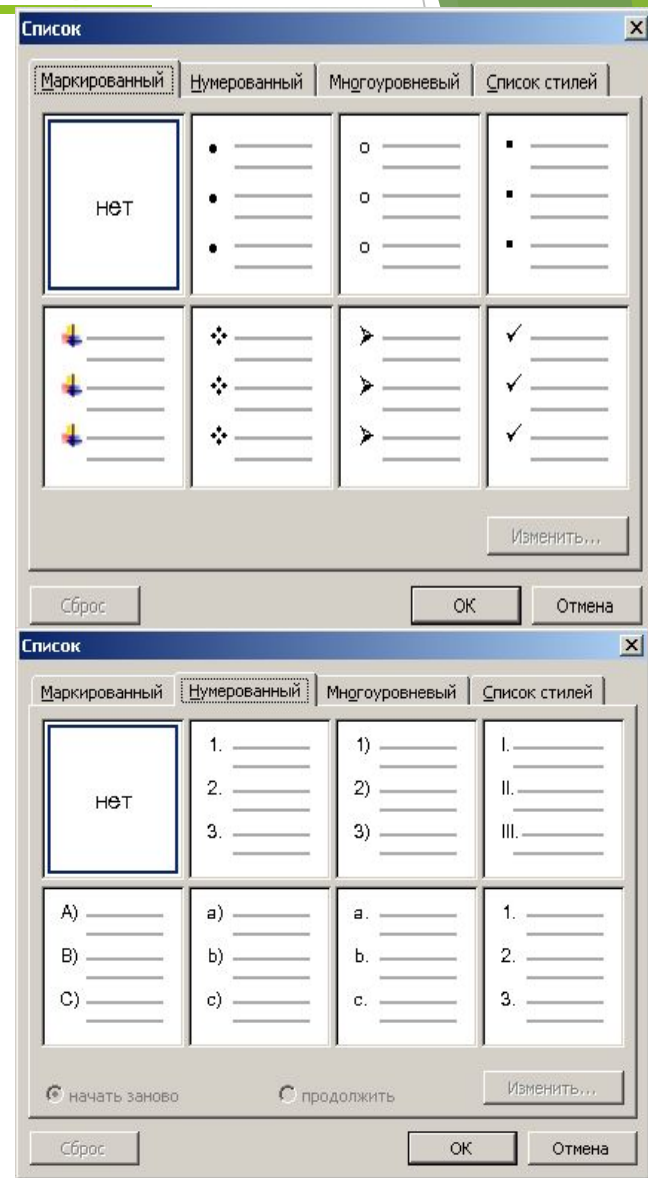 Список
Маркированный Нумерованный Многоуровневый Список стилей
нет
Изменить...
Сброс ОК Отмена
Список
Маркированный Нумерованный Многоуровневый Список стилей
нет 1. 1) I.
2. 2) II.
3. 3) III.
A) a) a. 1.
B) b) b. 2.
C) c) c. 3.
начать заново продолжить Изменить...
Сброс ОК Отмена